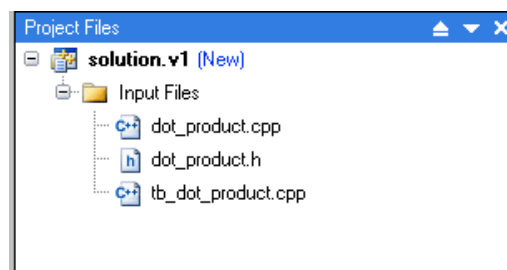 Project Files
solution.v1 (New)
Input Files
C++ dot_product.cpp
h dot_product.h
C++ tb_dot_product.cpp